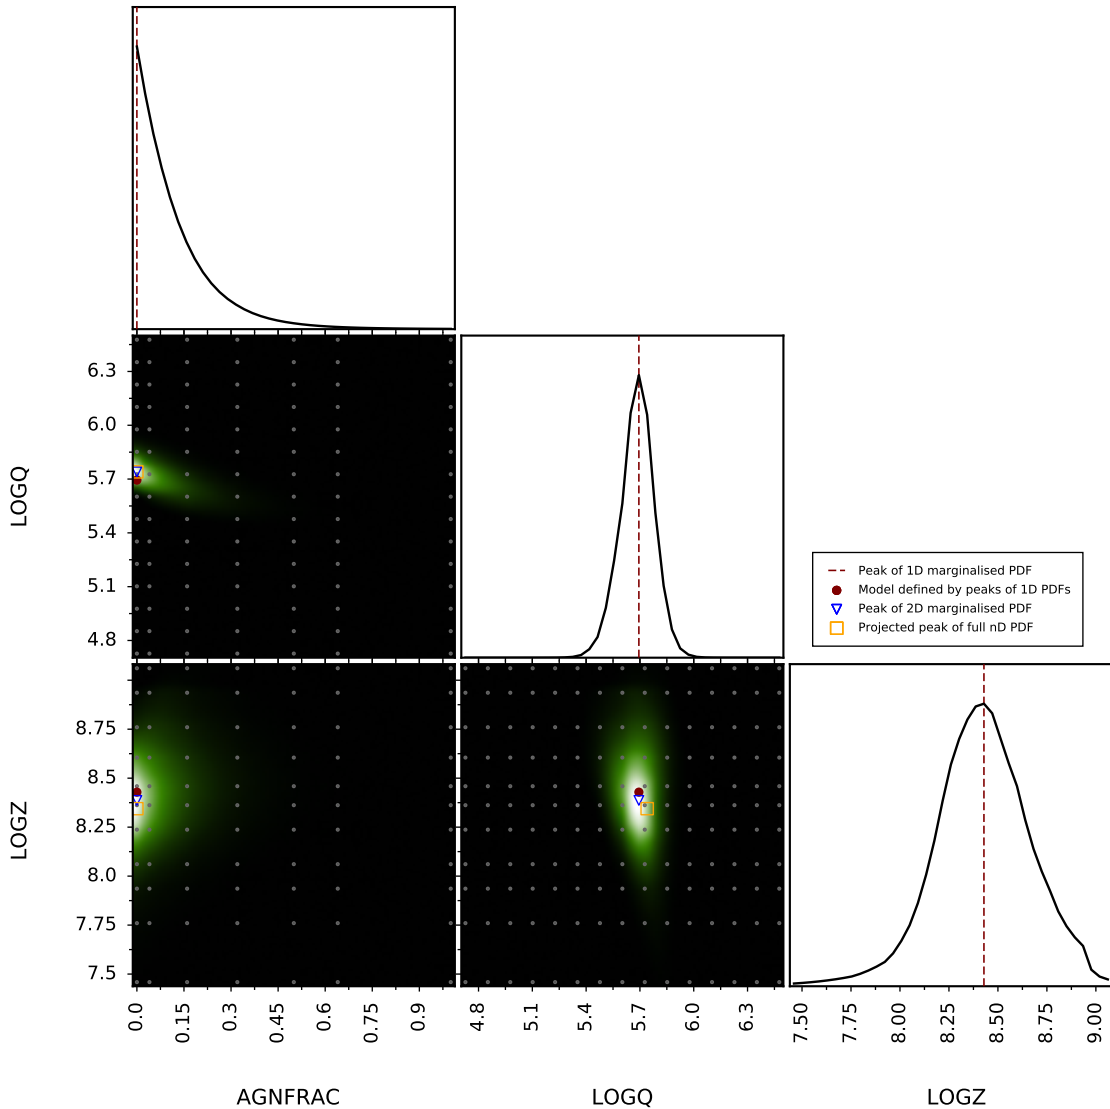 LOGQ
6.3
6.0
5.7
5.4
5.1
4.8
Peak of 1D marginalised PDF
Model defined by peaks of 1D PDFs
Peak of 2D marginalised PDF
Projected peak of full nD PDF
LOGZ
8.75
8.5
8.25
8.0
7.75
7.5
0.0 0.15 0.3 0.45 0.6 0.75 0.9
4.8 5.1 5.4 5.7 6.0 6.3
7.50 7.75 8.00 8.25 8.50 8.75 9.00
AGNFRAC LOGQ LOGZ